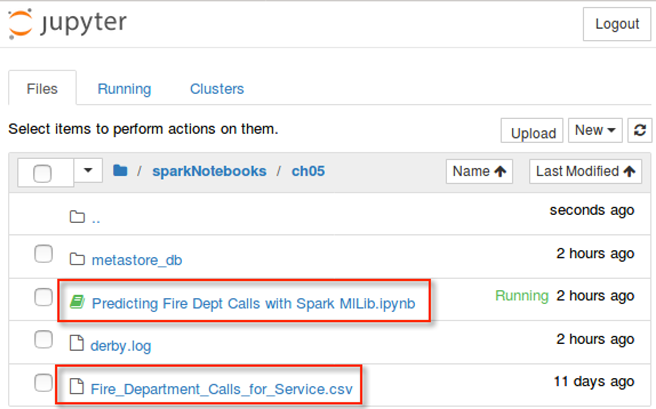 jupyter Logout
Files Running Clusters
Select items to perform actions on them. Upload New
/ sparkNotebooks / ch05 Name Last Modified
.. seconds ago
metastore_db 2 hours ago
Predicting Fire Dept Calls with Spark MlLib.ipynb Running 2 hours ago
derby.log 2 hours ago
Fire_Department_Calls_for_Service.csv 11 days ago